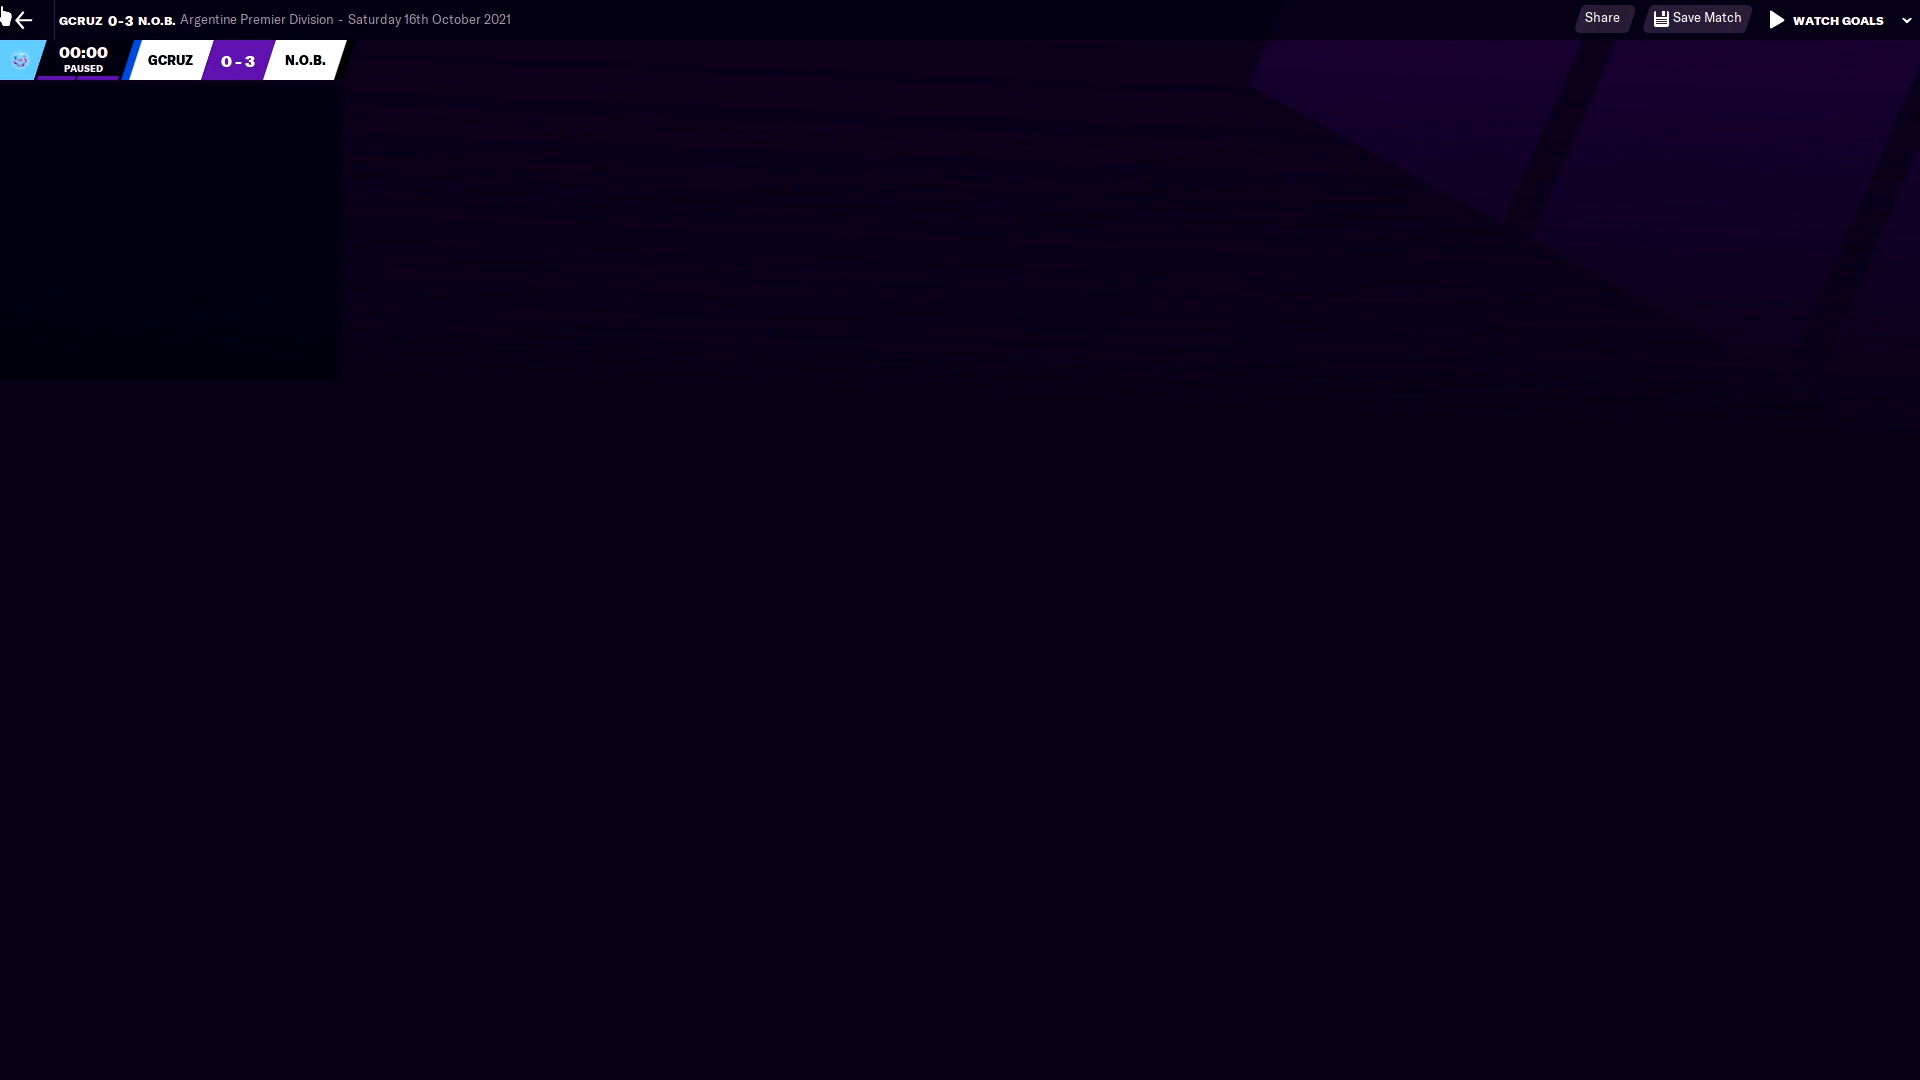 GCRUZ 0-3 N.O.B. Argentine Premier Division - Saturday 16th October 2021
Share
Save Match
WATCH GOALS
00:00
PAUSED
GCRUZ
0 - 3
N.O.B.